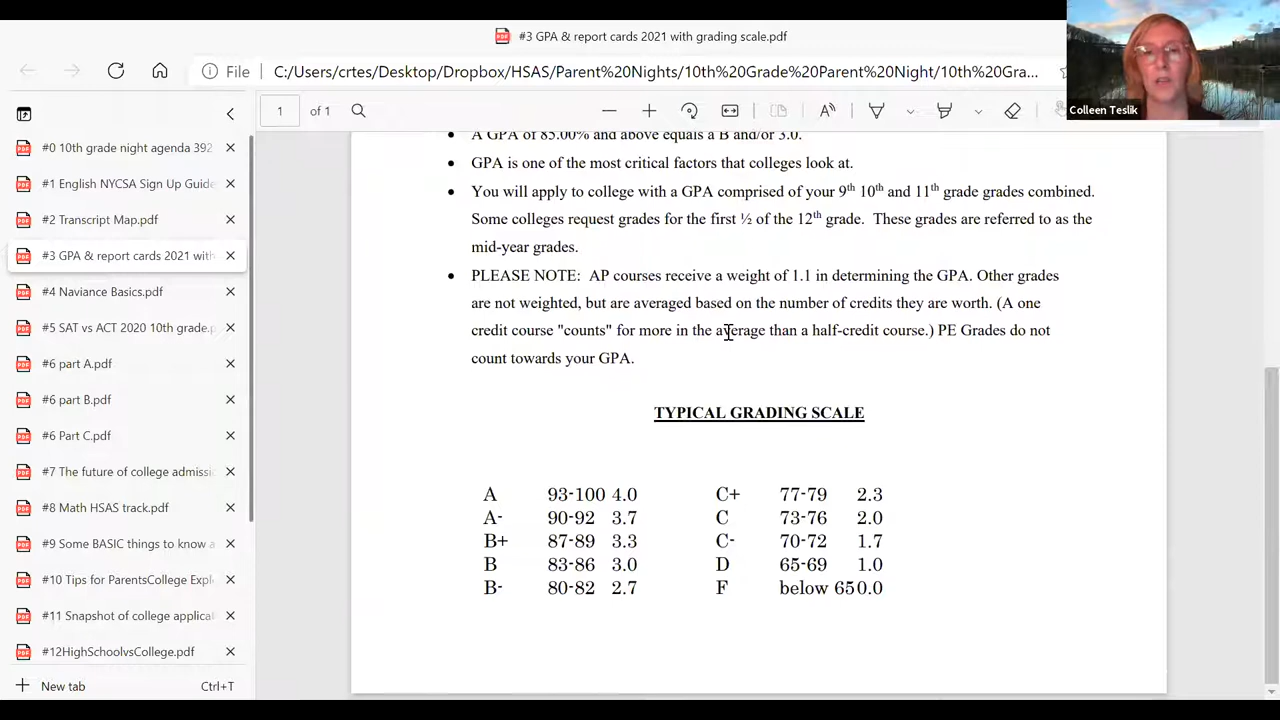 #3 GPA & report cards 2021 with grading scale.pdf
File
C:/Users/crtes/Desktop/Dropbox/HSAS/Parent%20Nights/10th%20Grade%20Parent%20Night/10th%20Gra...
Colleen Teslik
1 of 1
#0 10th grade night agenda 392
#1 English NYCSA Sign Up Guide
#2 Transcript Map.pdf
#3 GPA & report cards 2021 with
#4 Naviance Basics.pdf
#5 SAT vs ACT 2020 10th grade.p
#6 part A.pdf
#6 part B.pdf
#6 Part C.pdf
#7 The future of college admissi
#8 Math HSAS track.pdf
#9 Some BASIC things to know a
#10 Tips for ParentsCollege Expl
#11 Snapshot of college applica
#12HighSchoolvsCollege.pdf
New tab Ctrl+T
• A GPA of 85.00% and above equals a B and/or 3.0.
• GPA is one of the most critical factors that colleges look at.
• You will apply to college with a GPA comprised of your 9th 10th and 11th grade grades combined.
Some colleges request grades for the first ½ of the 12th grade. These grades are referred to as the
mid-year grades.
• PLEASE NOTE: AP courses receive a weight of 1.1 in determining the GPA. Other grades
are not weighted, but are averaged based on the number of credits they are worth. (A one
credit course "counts" for more in the average than a half-credit course.) PE Grades do not
count towards your GPA.
TYPICAL GRADING SCALE
A 93-100 4.0 C+ 77-79 2.3
A- 90-92 3.7 C 73-76 2.0
B+ 87-89 3.3 C- 70-72 1.7
B 83-86 3.0 D 65-69 1.0
B- 80-82 2.7 F below 65 0.0